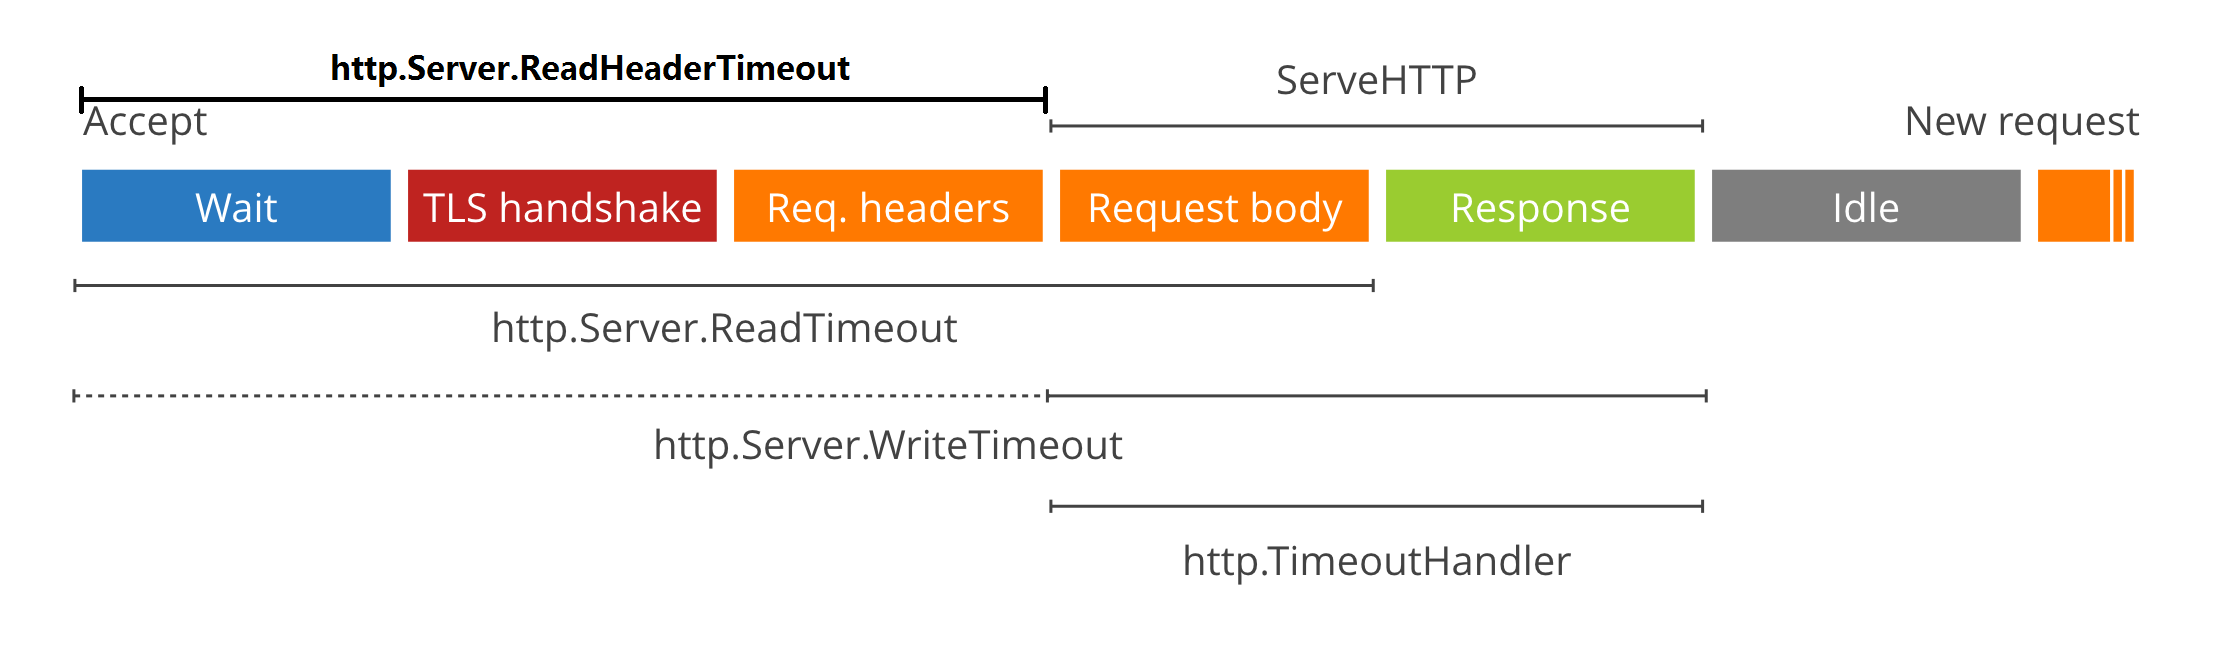 http.Server.ReadHeaderTimeout
ServeHTTP
Accept
New request
Wait
TLS handshake
Req. headers
Request body
Response
Idle
http.Server.ReadTimeout
http.Server.WriteTimeout
http.TimeoutHandler